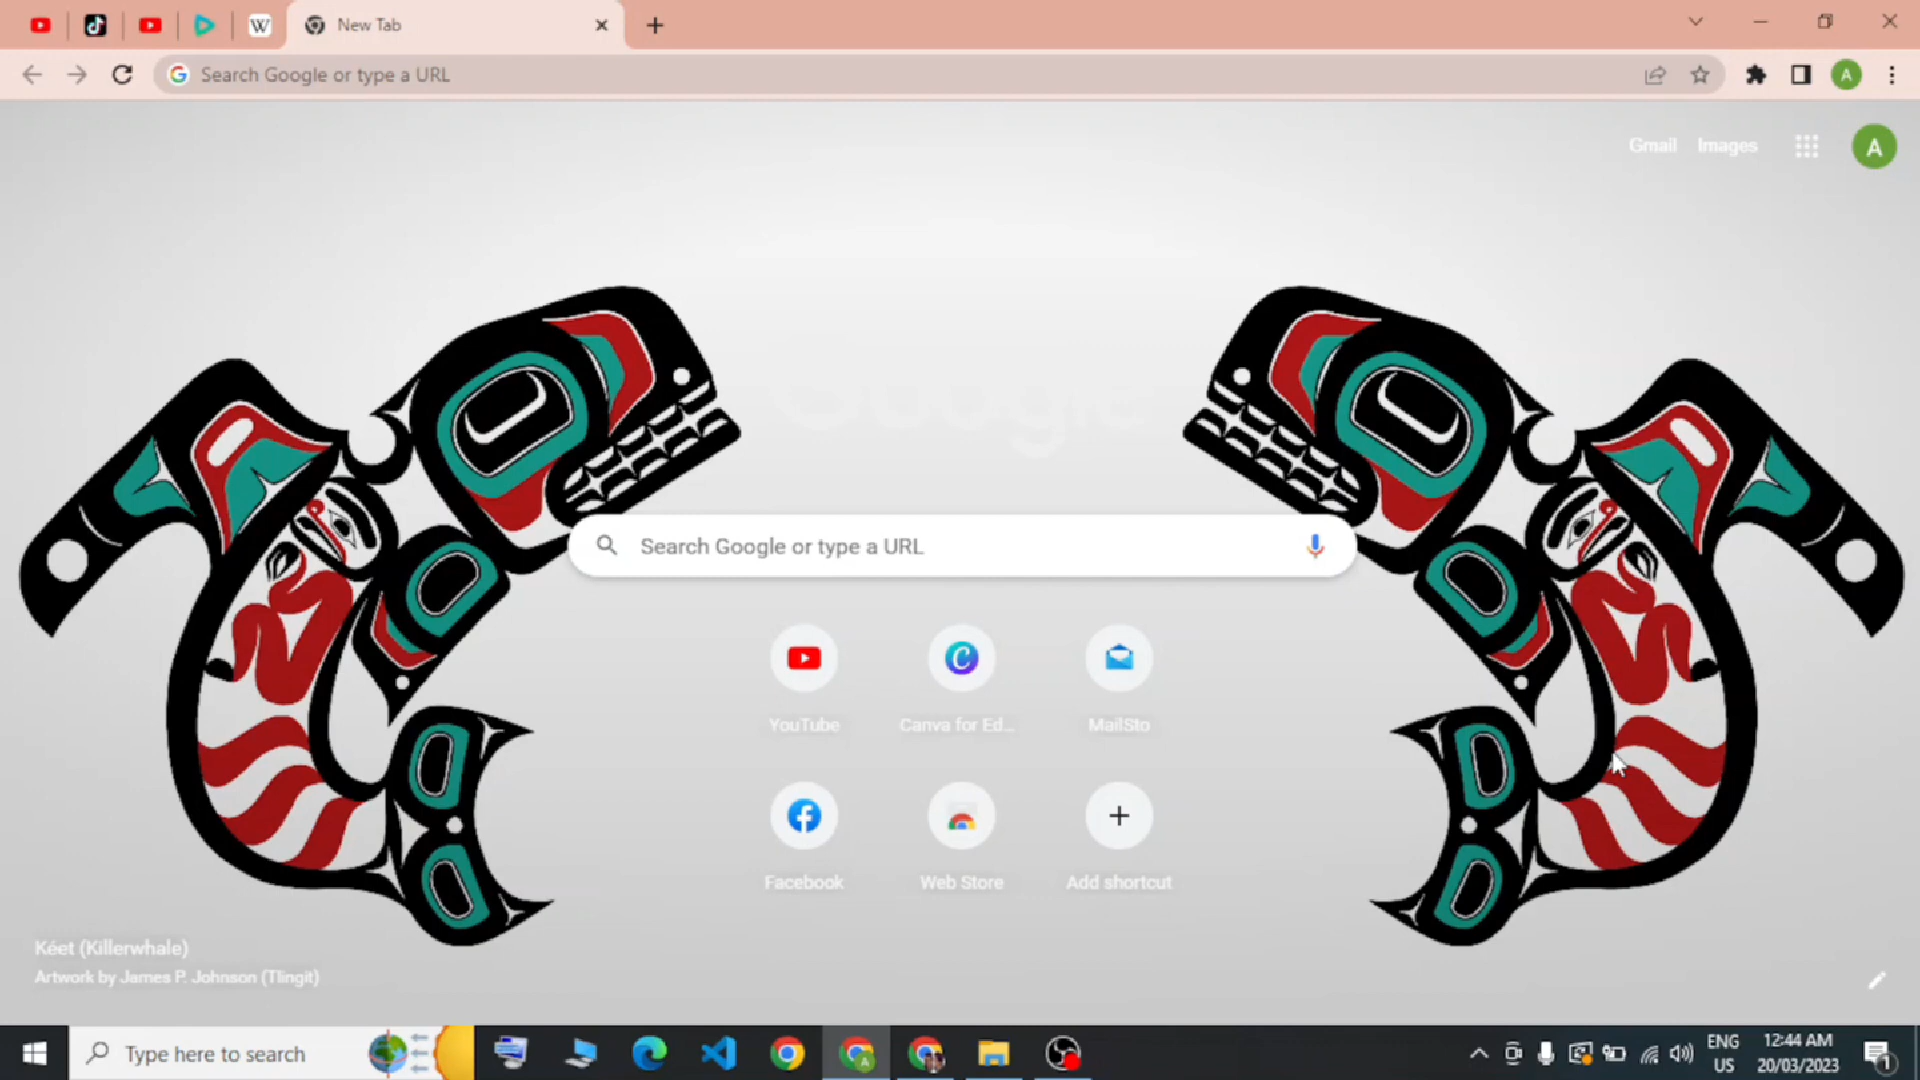 New Tab
Search Google or type a URL
A
Gmail Images
A
Google
Search Google or type a URL
YouTube
Canva for Ed...
MailSto
Facebook
Web Store
Add shortcut
Kéet (Killerwhale)
Artwork by James P. Johnson (Tlingit)
Type here to search
ENG
US
12:44 AM
20/03/2023
1